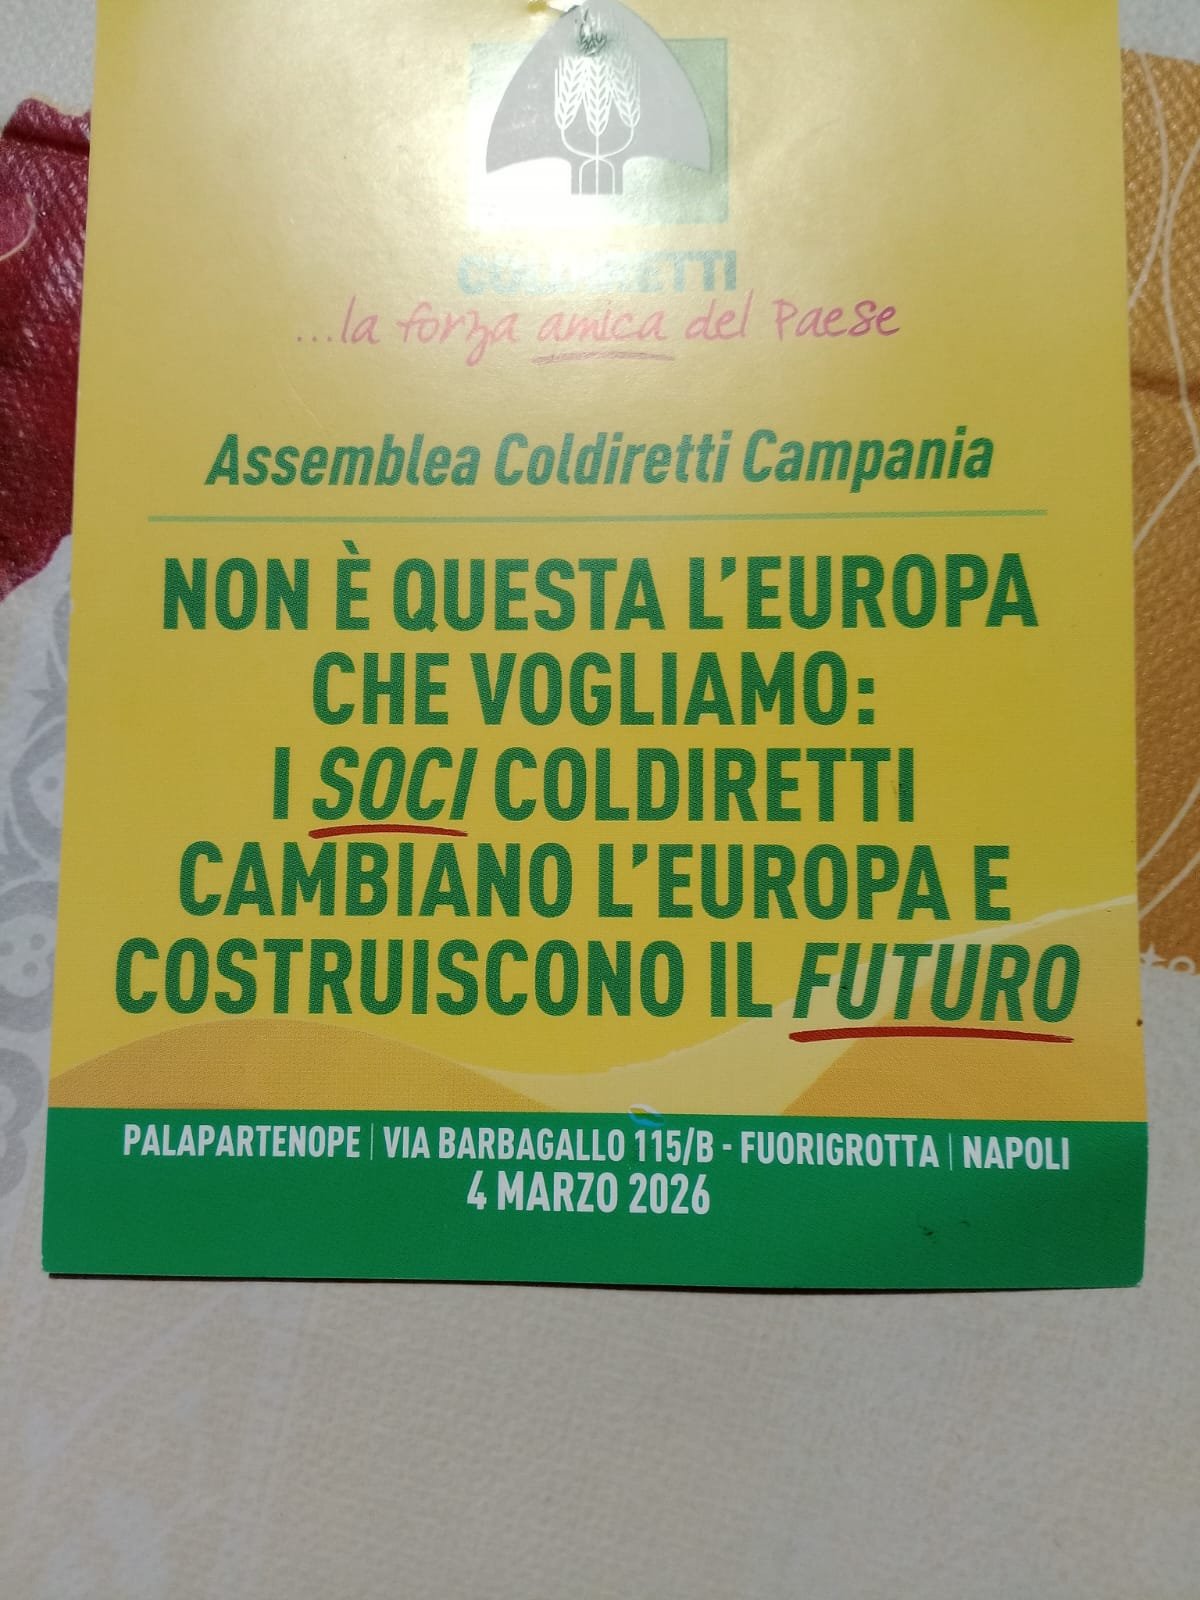 COLDIRETTI
...la forza amica del Paese
Assemblea Coldiretti Campania
NON È QUESTA L'EUROPA
CHE VOGLIAMO:
I SOCI COLDIRETTI
CAMBIANO L'EUROPA E
COSTRUISCONO IL FUTURO
PALAPARTENOPE | VIA BARBAGALLO 115/B - FUORIGROTTA | NAPOLI
4 MARZO 2026